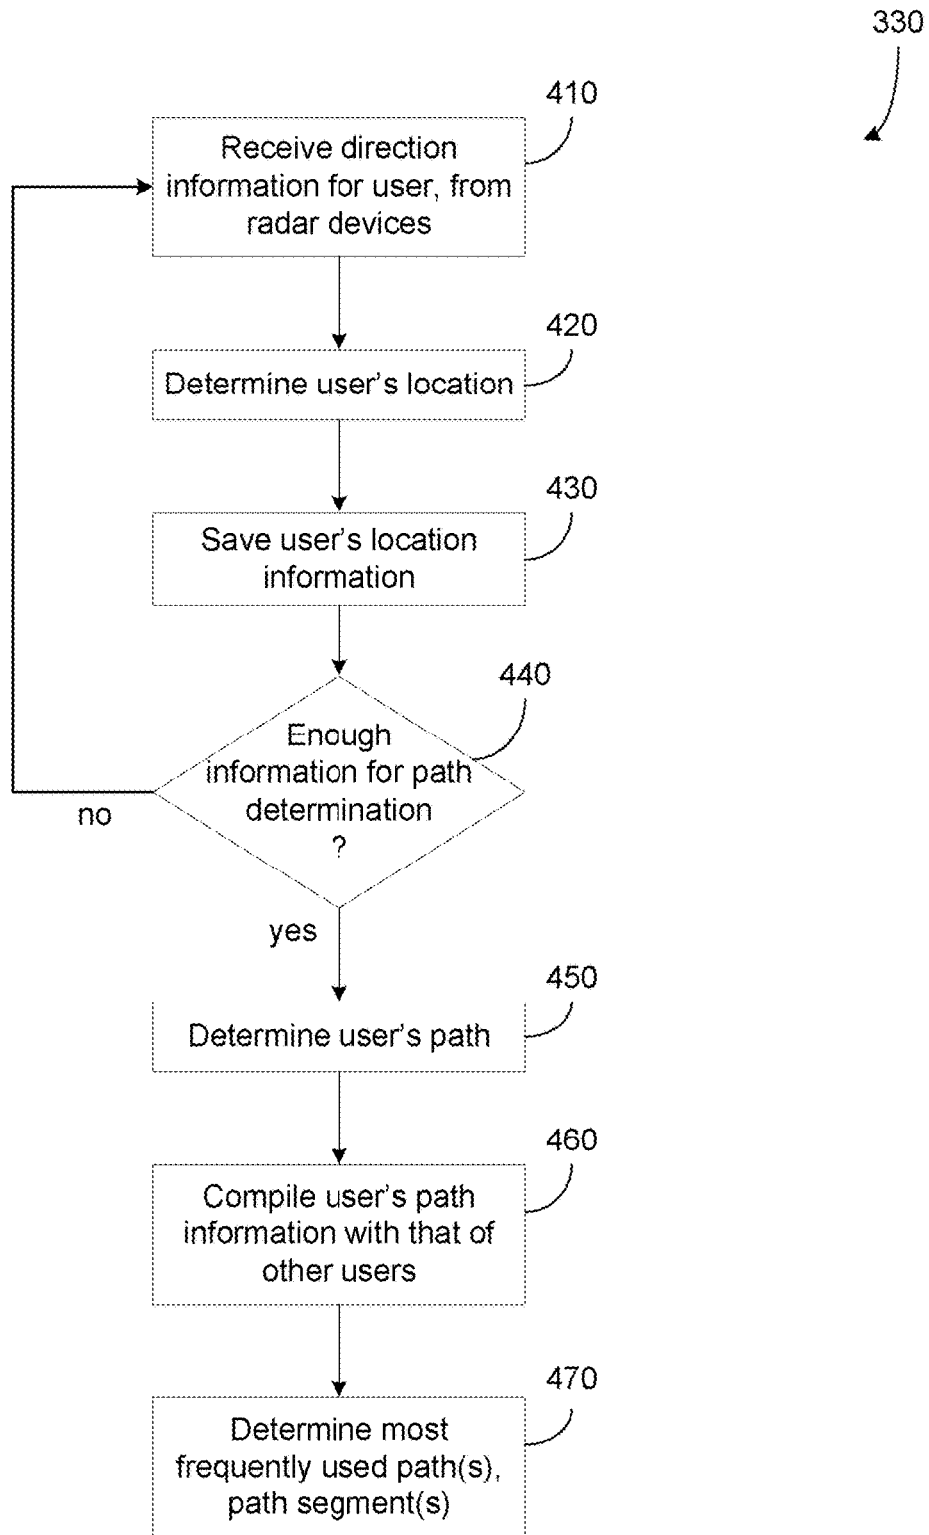 330
410
Receive direction
information for user, from
radar devices
420
Determine user's location
430
Save user's location
information
440
Enough
information for path
determination
?
no
yes
450
Determine user's path
460
Compile user's path
information with that of
other users
470
Determine most
frequently used path(s),
path segment(s)